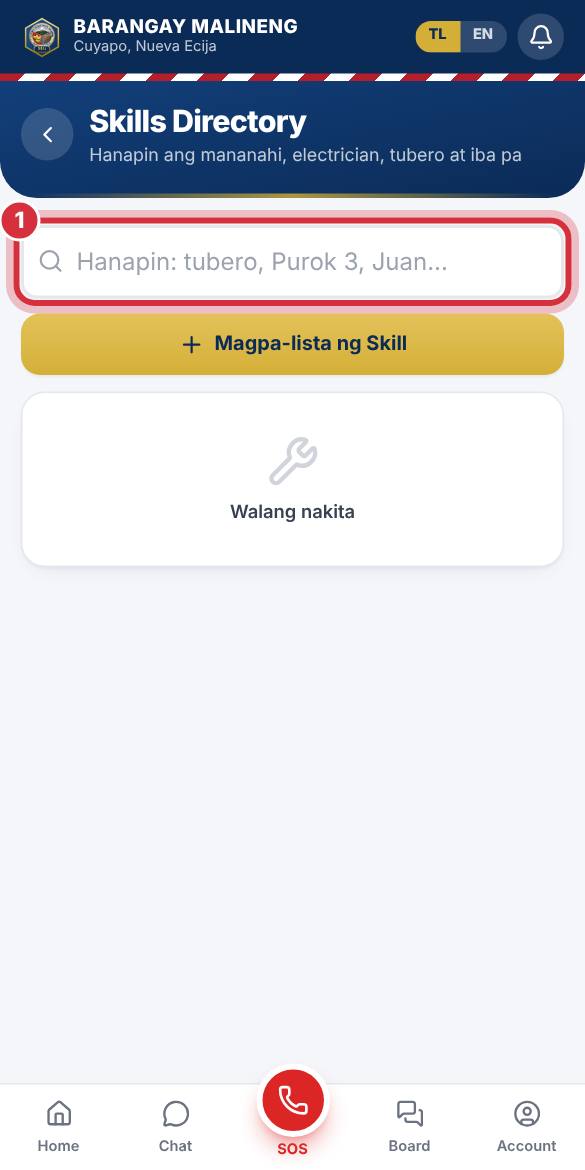 BARANGAY MALINENG
Cuyapo, Nueva Ecija
TL EN
Skills Directory
Hanapin ang mananahi, electrician, tubero at iba pa
1
Hanapin: tubero, Purok 3, Juan...
+ Magpa-lista ng Skill
Walang nakita
Home Chat SOS Board Account